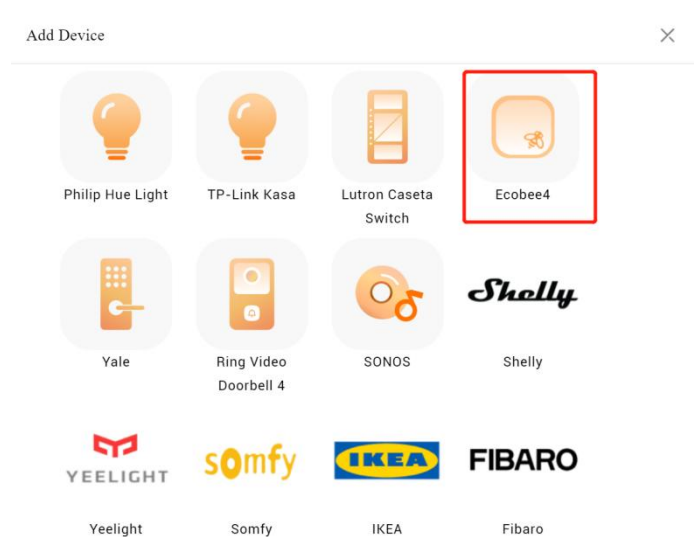 Add Device
Philip Hue Light
TP-Link Kasa
Lutron Caseta
Switch
Ecobee4
Yale
Ring Video
Doorbell 4
SONOS
Shelly
Shelly
YEELIGHT
somfy
IKEA
FIBARO
Yeelight
Somfy
IKEA
Fibaro